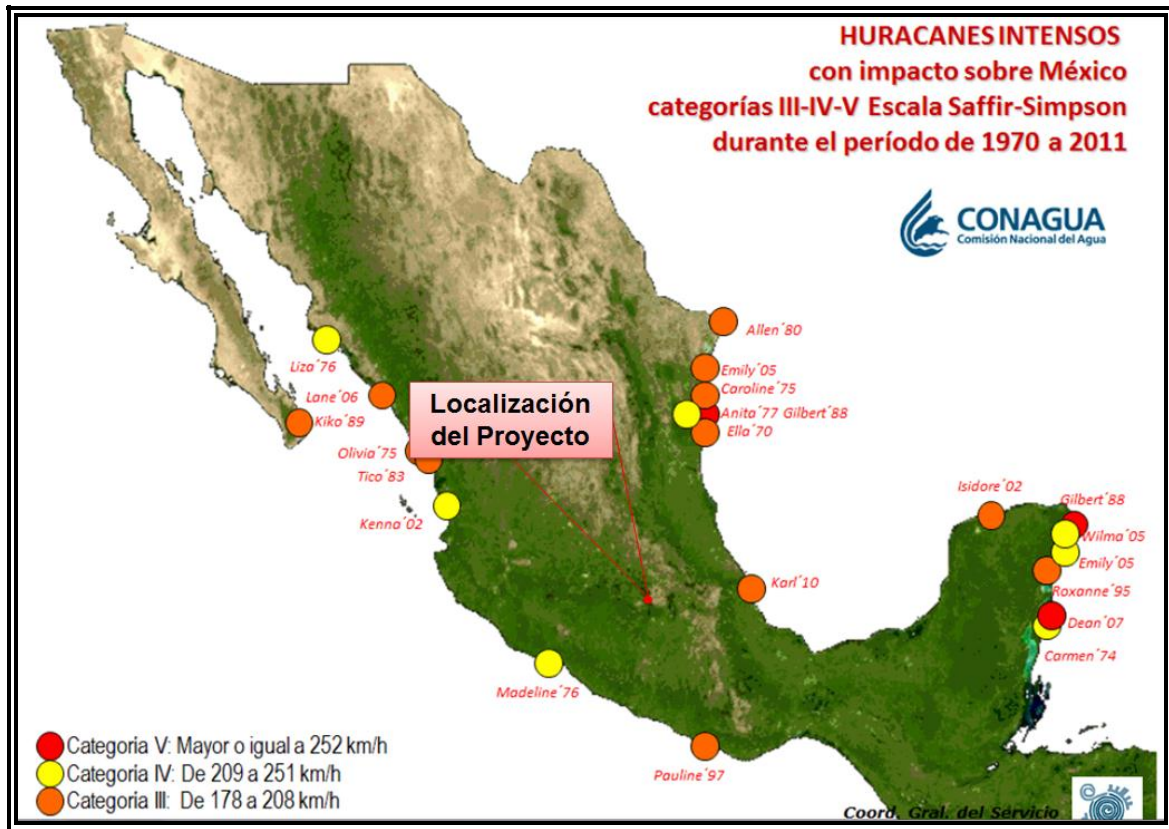 HURACANES INTENSOS
con impacto sobre México
categorías III-IV-V Escala Saffir-Simpson
durante el período de 1970 a 2011
CONAGUA
Comisión Nacional del Agua
Allen´80
Liza´76
Emily´05
Lane´06
Caroline´75
Localización
del Proyecto
Anita´77 Gilbert´88
Kiko´89
Ella´70
Olivia´75
Tico´83
Isidore´02
Gilbert´88
Kenna´02
Wilma´05
Emily´05
Karl´10
Roxanne´95
Dean´07
Carmen´74
Madeline´76
Categoria V: Mayor o igual a 252 km/h
Categoria IV: De 209 a 251 km/h
Pauline´97
Categoria III: De 178 a 208 km/h
Coord. Gral. del Servicio